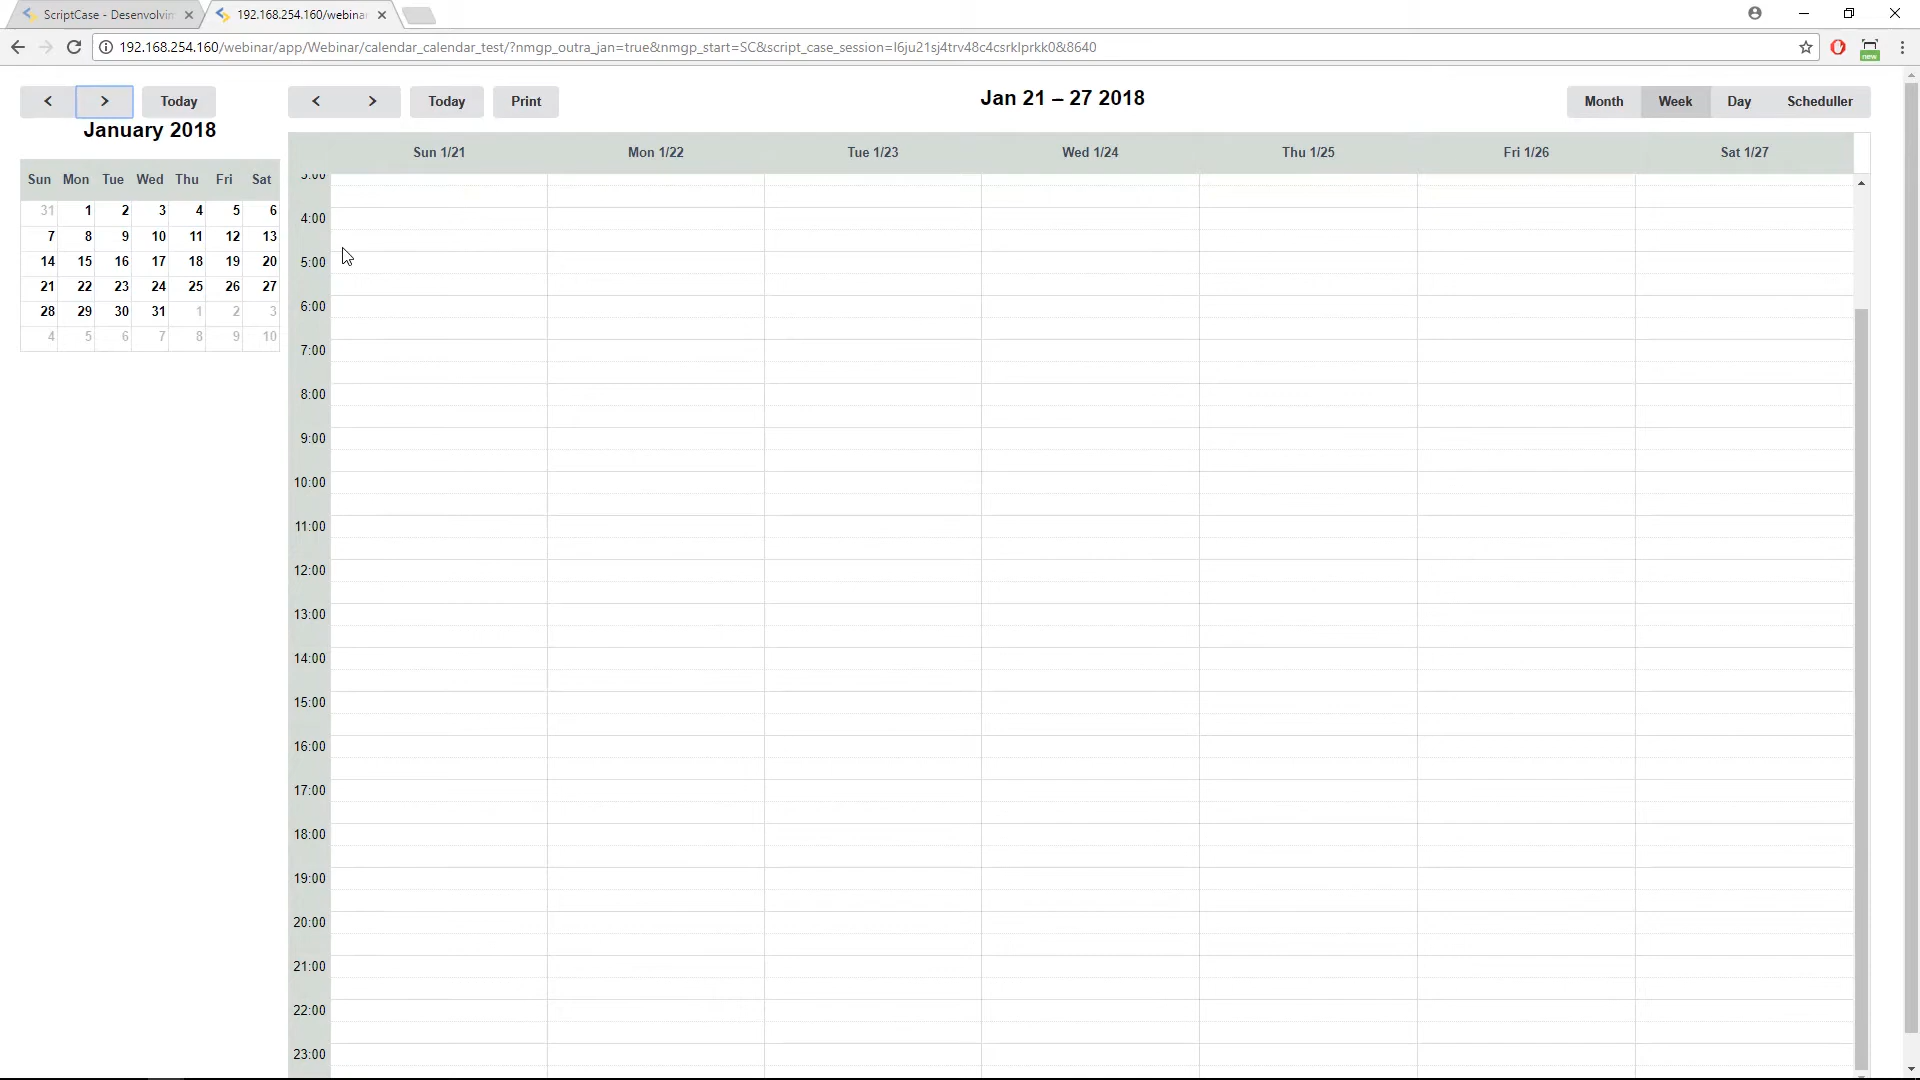 ScriptCase - Desenvolvin
192.168.254.160/webinar
192.168.254.160/webinar/app/Webinar/calendar_calendar_test/?nmgp_outra_jan=true&nmgp_start=SC&script_case_session=l6ju21sj4trv48c4csrklprkk0&8640
new
< > Today
January 2018
Sun Mon Tue Wed Thu Fri Sat
31 1 2 3 4 5 6
7 8 9 10 11 12 13
14 15 16 17 18 19 20
21 22 23 24 25 26 27
28 29 30 31 1 2 3
4 5 6 7 8 9 10
< > Today Print
Jan 21 – 27 2018
Month Week Day Scheduller
Sun 1/21 Mon 1/22 Tue 1/23 Wed 1/24 Thu 1/25 Fri 1/26 Sat 1/27
3:00
4:00
5:00
6:00
7:00
8:00
9:00
10:00
11:00
12:00
13:00
14:00
15:00
16:00
17:00
18:00
19:00
20:00
21:00
22:00
23:00